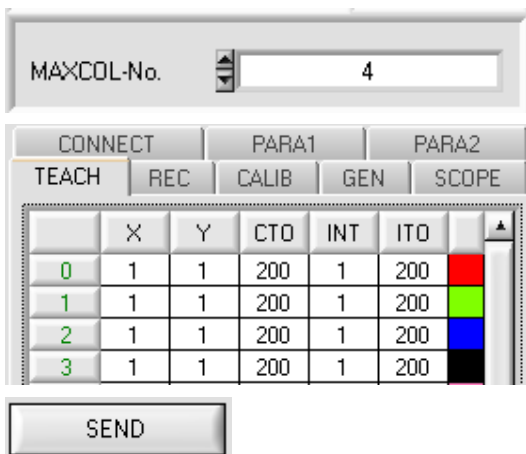 MAXCOL-No. 4
CONNECT PARA1 PARA2
TEACH REC CALIB GEN SCOPE
X Y CTO INT ITO
0 1 1 200 1 200
1 1 1 200 1 200
2 1 1 200 1 200
3 1 1 200 1 200
SEND